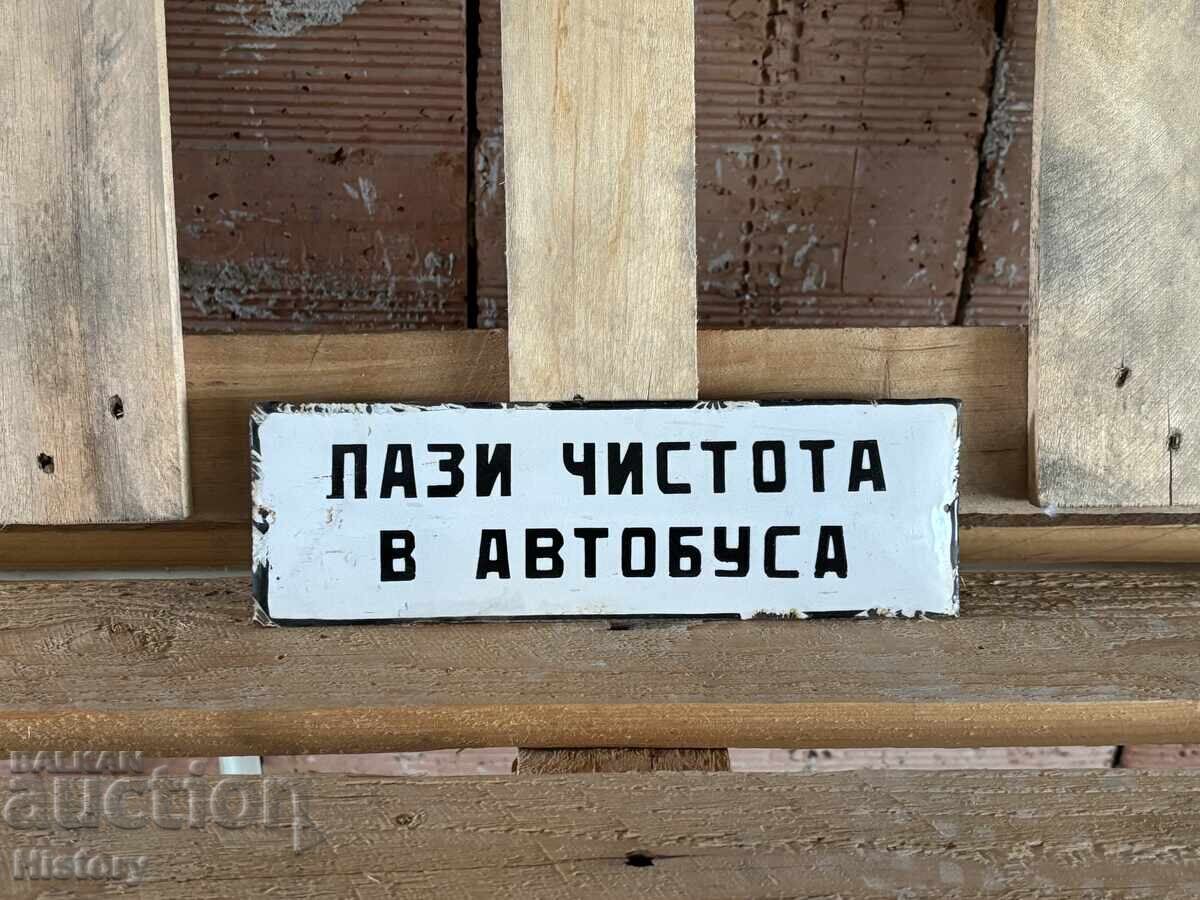 ПАЗИ ЧИСТОТА
В АВТОБУСА
BALKAN
auction
History